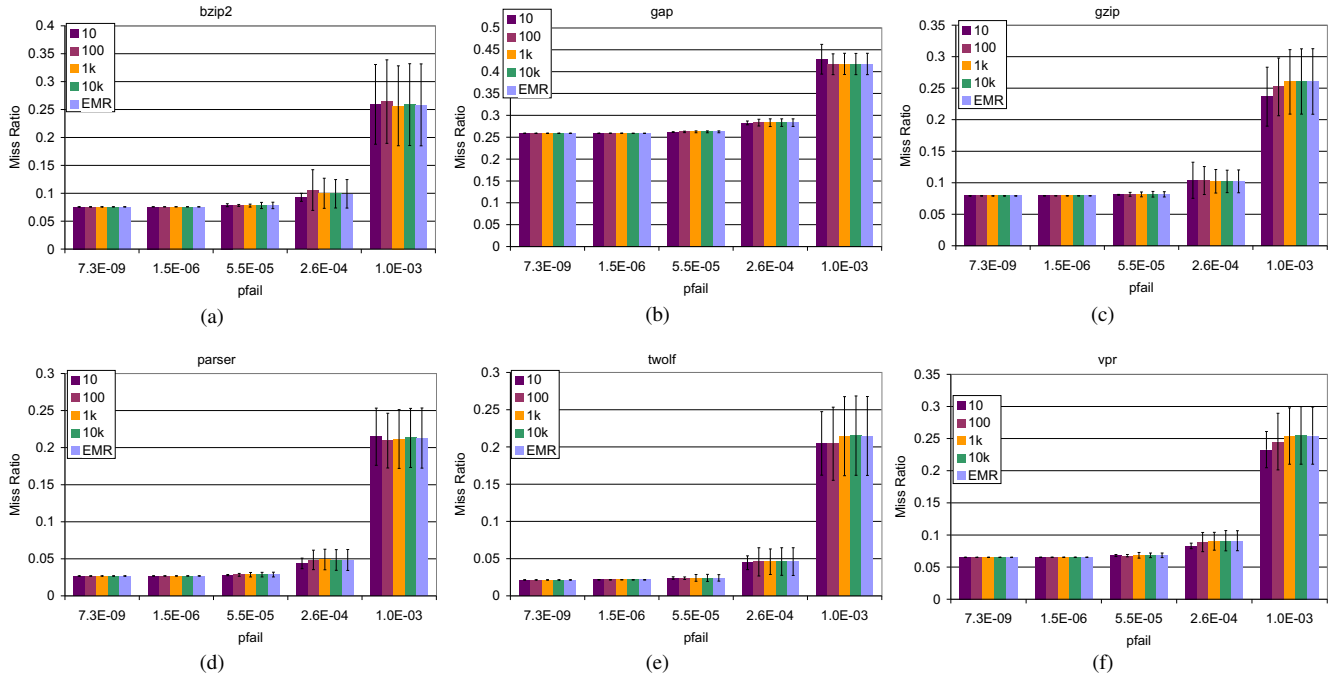 bzip2
0.4
0.35
0.3
0.25
0.2
0.15
0.1
0.05
0
Miss Ratio
10
100
1k
10k
EMR
7.3E-09 1.5E-06 5.5E-05 2.6E-04 1.0E-03
pfail
(a)
gap
0.5
0.45
0.4
0.35
0.3
0.25
0.2
0.15
0.1
0.05
0
Miss Ratio
10
100
1k
10k
EMR
7.3E-09 1.5E-06 5.5E-05 2.6E-04 1.0E-03
pfail
(b)
gzip
0.35
0.3
0.25
0.2
0.15
0.1
0.05
0
Miss Ratio
10
100
1k
10k
EMR
7.3E-09 1.5E-06 5.5E-05 2.6E-04 1.0E-03
pfail
(c)
parser
0.3
0.25
0.2
0.15
0.1
0.05
0
Miss Ratio
10
100
1k
10k
EMR
7.3E-09 1.5E-06 5.5E-05 2.6E-04 1.0E-03
pfail
(d)
twolf
0.3
0.25
0.2
0.15
0.1
0.05
0
Miss Ratio
10
100
1k
10k
EMR
7.3E-09 1.5E-06 5.5E-05 2.6E-04 1.0E-03
pfail
(e)
vpr
0.35
0.3
0.25
0.2
0.15
0.1
0.05
0
Miss Ratio
10
100
1k
10k
EMR
7.3E-09 1.5E-06 5.5E-05 2.6E-04 1.0E-03
pfail
(f)